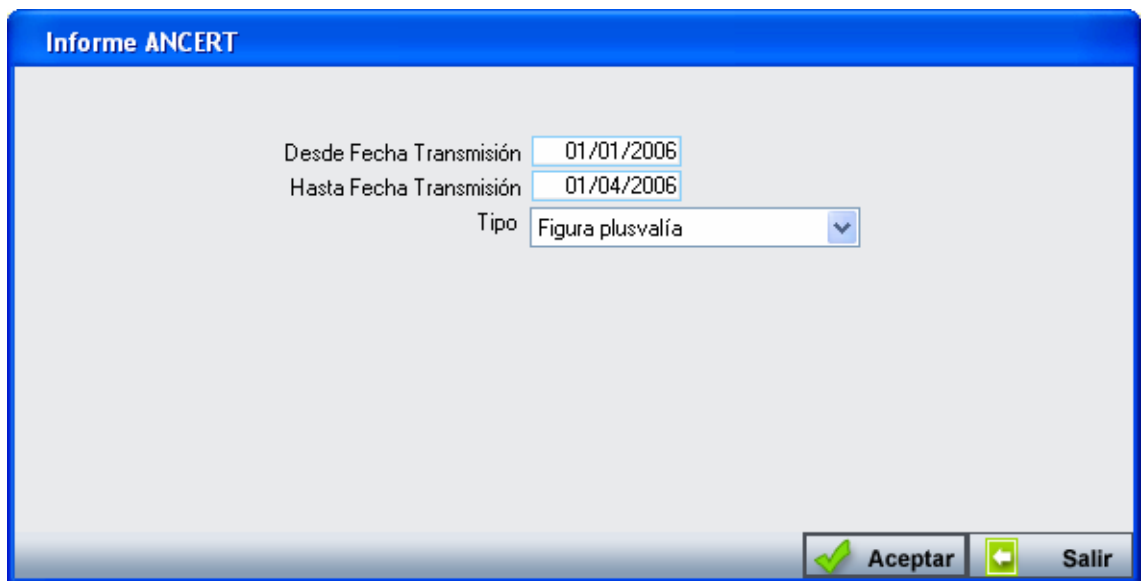 Informe ANCERT
Desde Fecha Transmisión 01/01/2006
Hasta Fecha Transmisión 01/04/2006
Tipo Figura plusvalía
Aceptar Salir